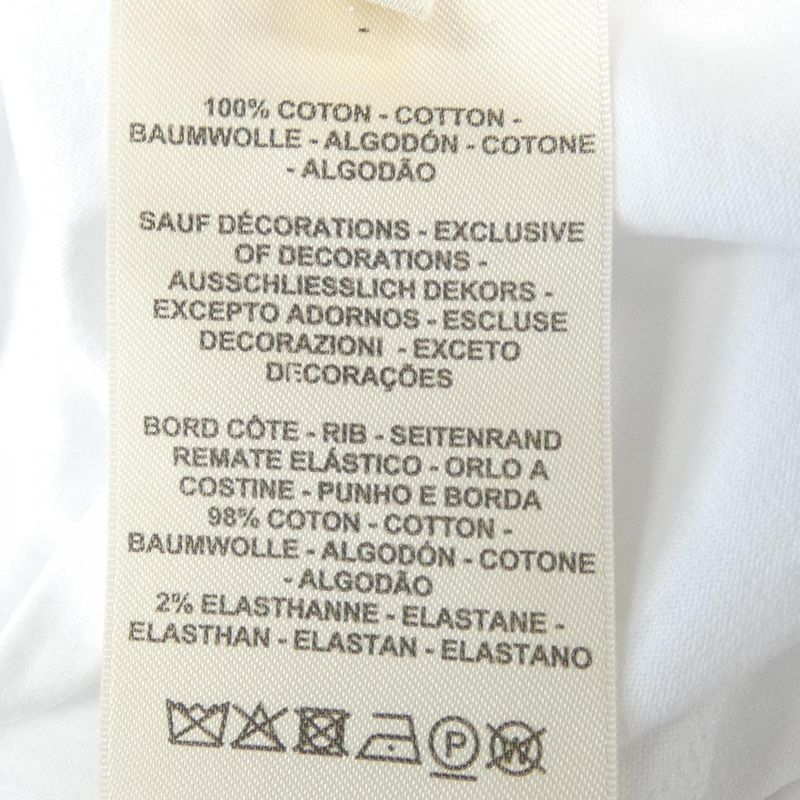 100% COTON - COTTON -
BAUMWOLLE - ALGODÓN - COTONE
- ALGODÃO
SAUF DÉCORATIONS - EXCLUSIVE
OF DECORATIONS -
AUSSCHLIESSLICH DEKORS -
EXCEPTO ADORNOS - ESCLUSE
DECORAZIONI - EXCETO
DECORAÇÕES
BORD CÔTE - RIB - SEITENRAND
REMATE ELÁSTICO - ORLO A
COSTINE - PUNHO E BORDA
98% COTON - COTTON -
BAUMWOLLE - ALGODÓN - COTONE
- ALGODÃO
2% ELASTHANNE - ELASTANE -
ELASTHAN - ELASTAN - ELASTANO
P W